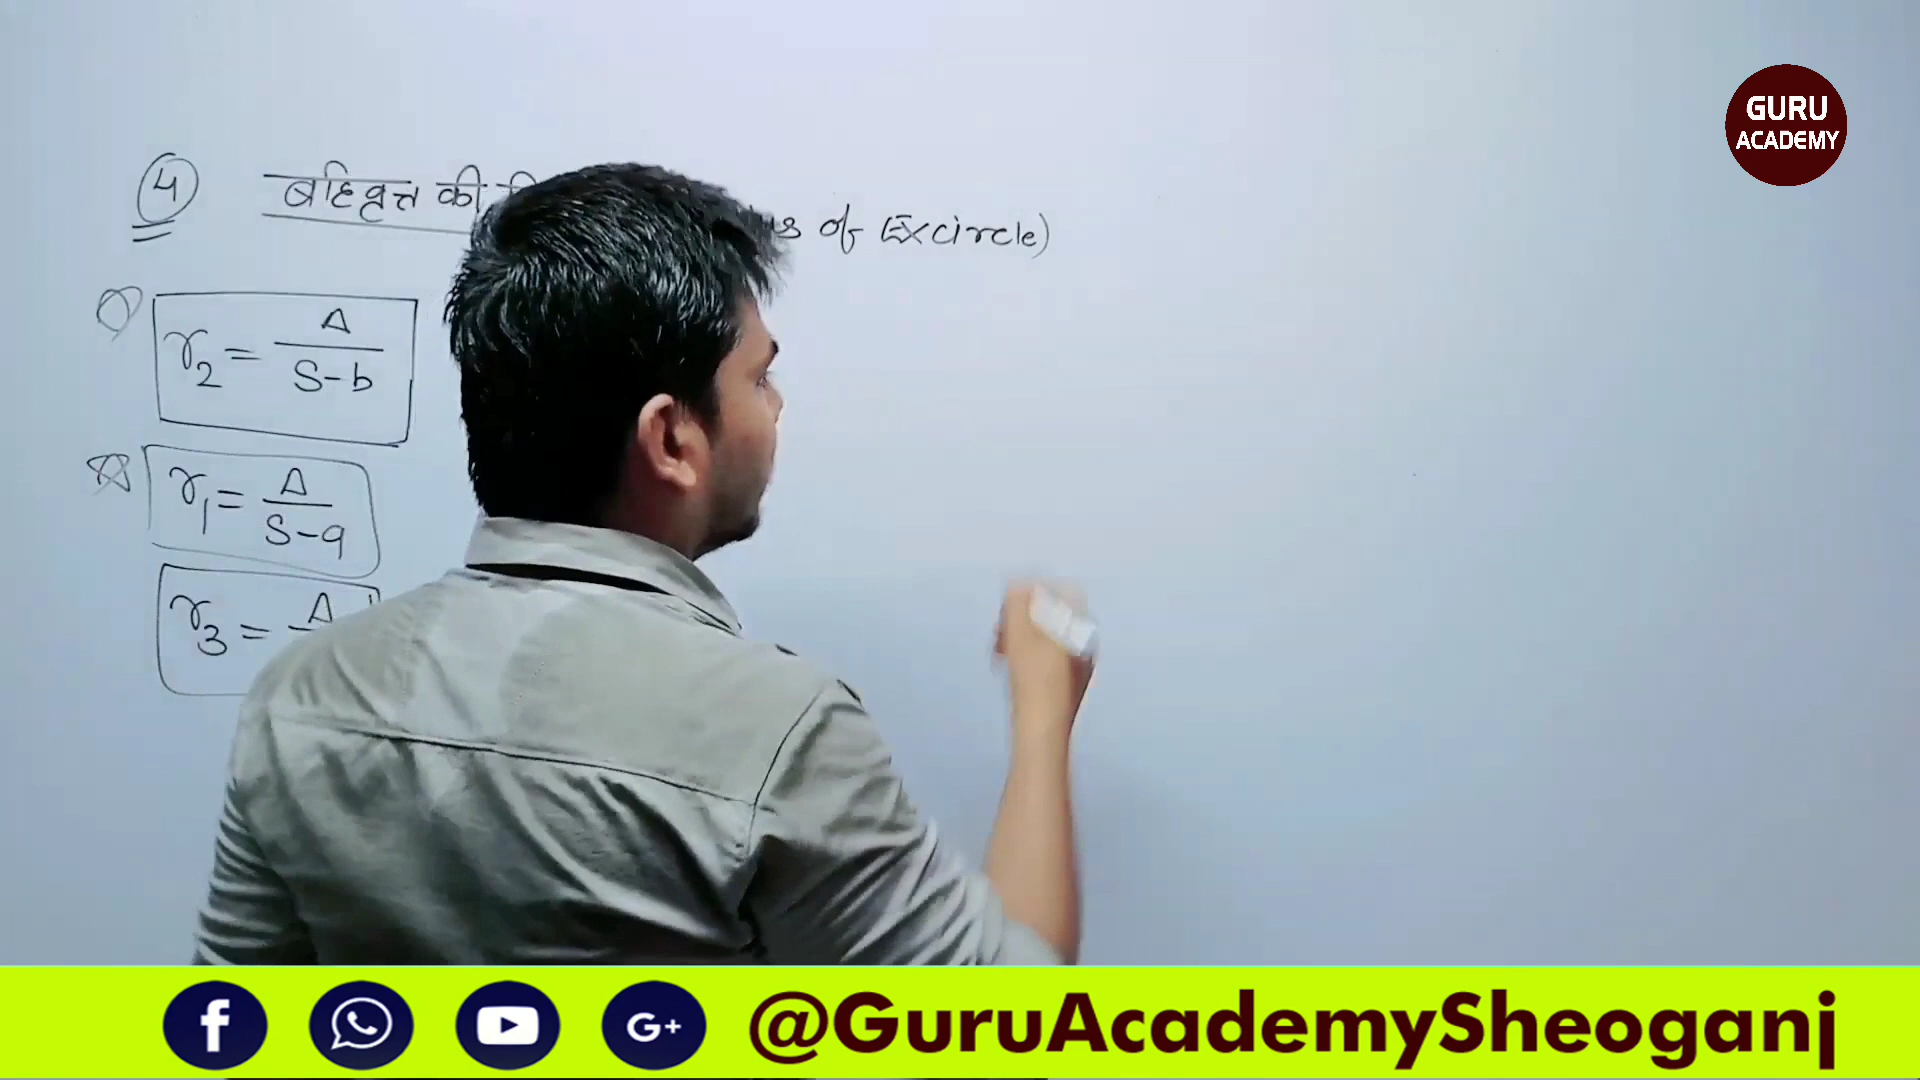 4 बहिवृत्त की
of Excircle)
r₂ = Δ / S-b
r₁ = Δ / S-a
r₃ = Δ
GURU
ACADEMY
@GuruAcademySheoganj